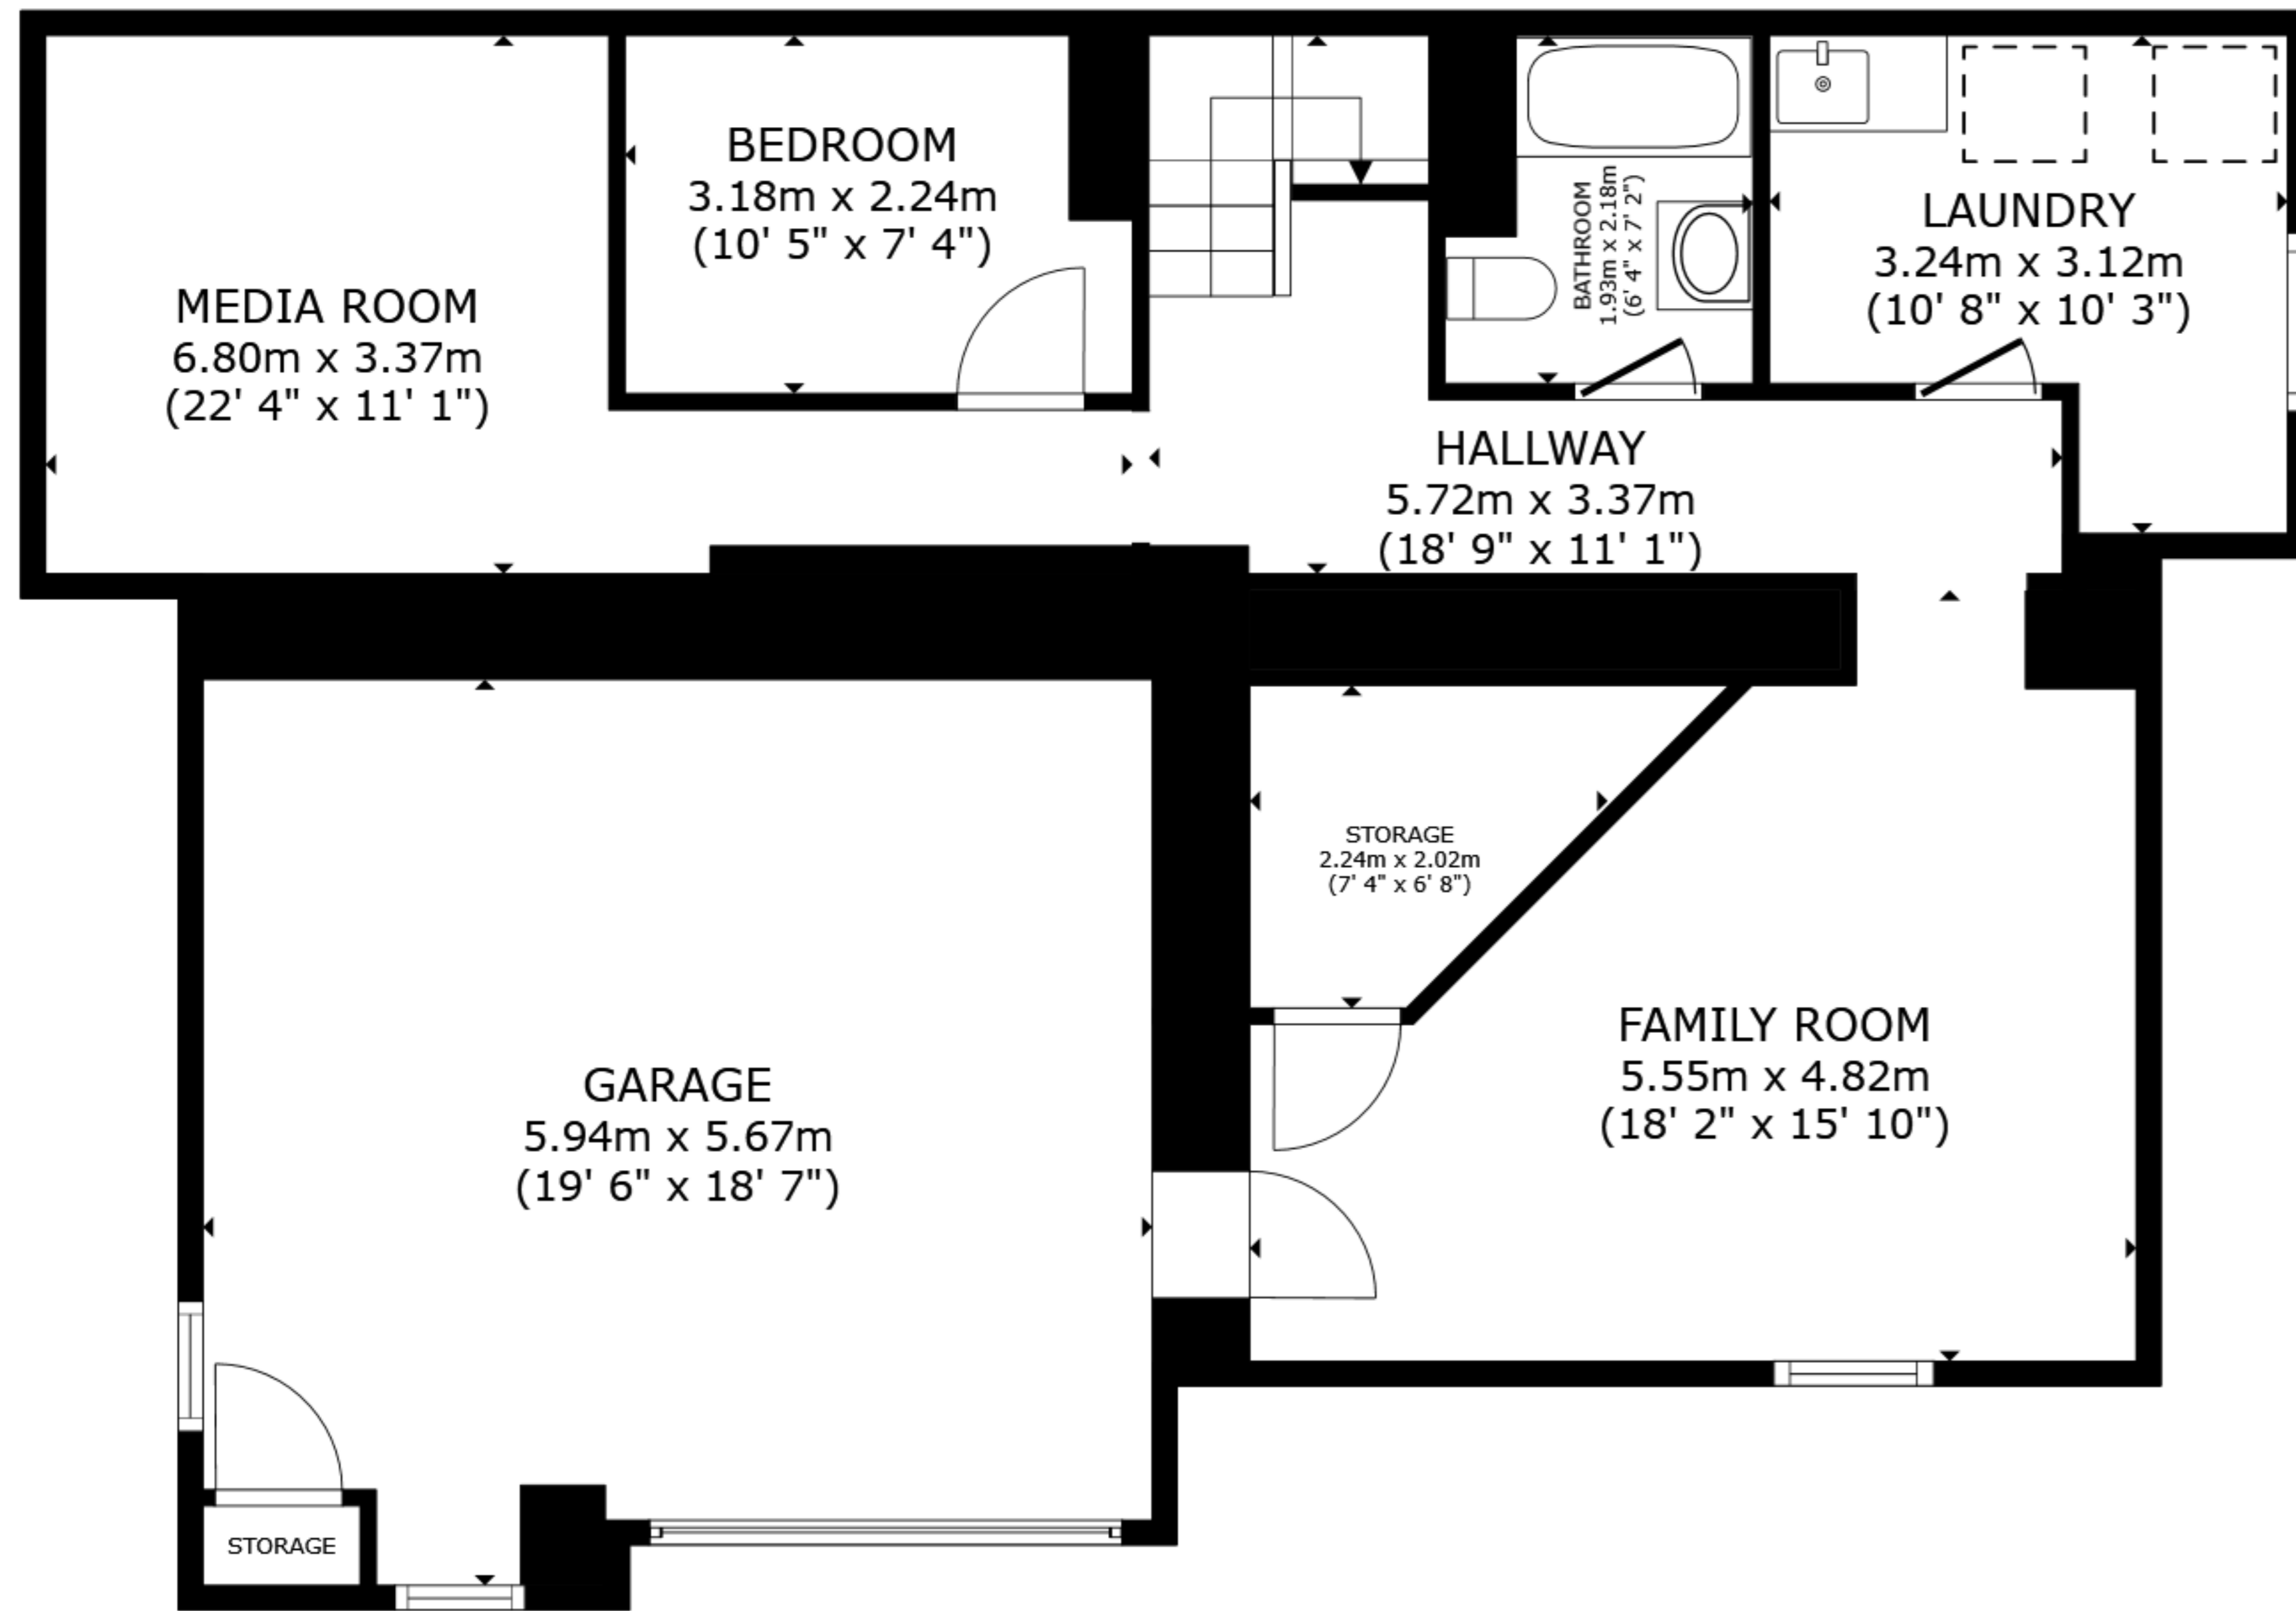 BEDROOM
3.18m x 2.24m
(10' 5" x 7' 4")
MEDIA ROOM
6.80m x 3.37m
(22' 4" x 11' 1")
BATHROOM
1.93m x 2.18m
(6' 4" x 7' 2")
LAUNDRY
3.24m x 3.12m
(10' 8" x 10' 3")
HALLWAY
5.72m x 3.37m
(18' 9" x 11' 1")
STORAGE
2.24m x 2.02m
(7' 4" x 6' 8")
FAMILY ROOM
5.55m x 4.82m
(18' 2" x 15' 10")
GARAGE
5.94m x 5.67m
(19' 6" x 18' 7")
STORAGE